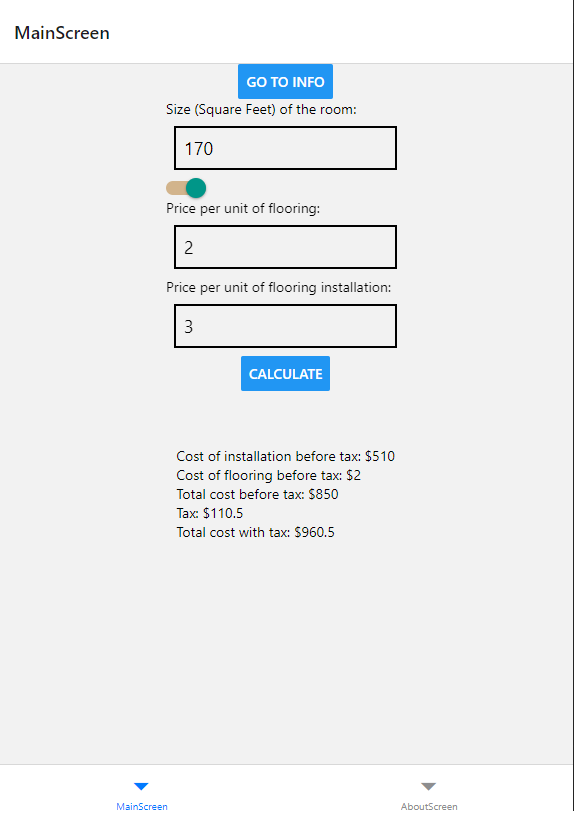 MainScreen
GO TO INFO
Size (Square Feet) of the room:
170
Price per unit of flooring:
2
Price per unit of flooring installation:
3
CALCULATE
Cost of installation before tax: $510
Cost of flooring before tax: $2
Total cost before tax: $850
Tax: $110.5
Total cost with tax: $960.5
MainScreen
AboutScreen